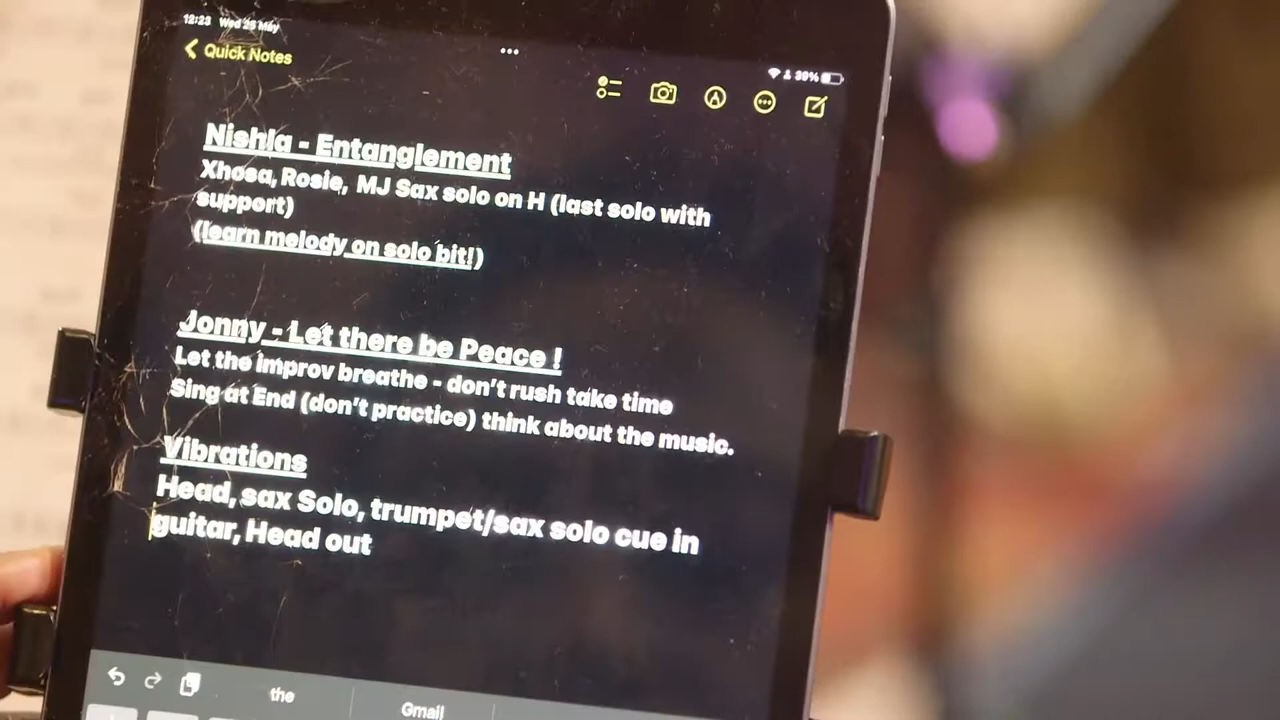 12:23 Wed 25 May
39%
Quick Notes
Nishla - Entanglement
Xhosa, Rosie, MJ Sax solo on H (last solo with
support)
(learn melody on solo bit!)
Jonny - Let there be Peace !
Let the improv breathe - don't rush take time
Sing at End (don't practice) think about the music.
Vibrations
Head, sax Solo, trumpet/sax solo cue in
guitar, Head out
the
Gmail